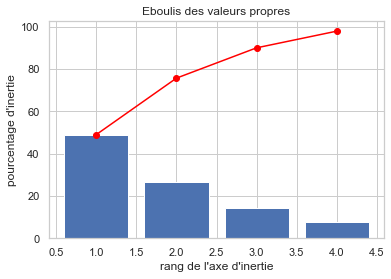 Eboulis des valeurs propres
100
80
60
40
20
0
pourcentage d'inertie
0.5 1.0 1.5 2.0 2.5 3.0 3.5 4.0 4.5
rang de l'axe d'inertie